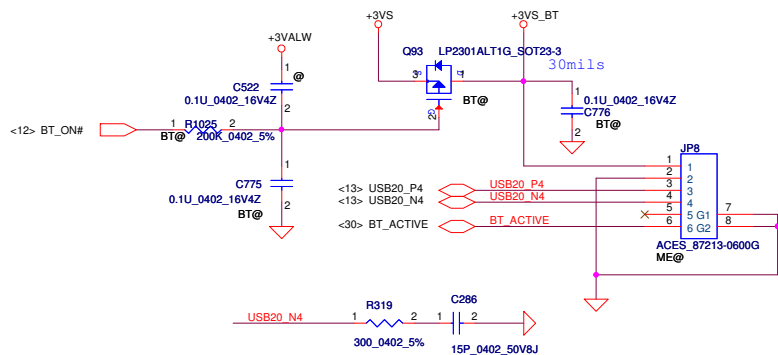 +3VS
+3VS_BT
+3VALW
Q93 LP2301ALT1G_SOT23-3
30mils
1
@
C522
0.1U_0402_16V4Z
2
3
S
D
1
G
2
BT@
1
0.1U_0402_16V4Z
C776
BT@
2
<12> BT_ON#
1
R1025
2
BT@
200K_0402_5%
1
C775
0.1U_0402_16V4Z
2
BT@
JP8
1 1
2 2
<13> USB20_P4 USB20_P4 3 3
<13> USB20_N4 USB20_N4 4 4
5 5 G1 7
<30> BT_ACTIVE BT_ACTIVE 6 6 G2 8
ACES_87213-0600G
ME@
USB20_N4
R319
1 2
300_0402_5%
C286
1 2
15P_0402_50V8J